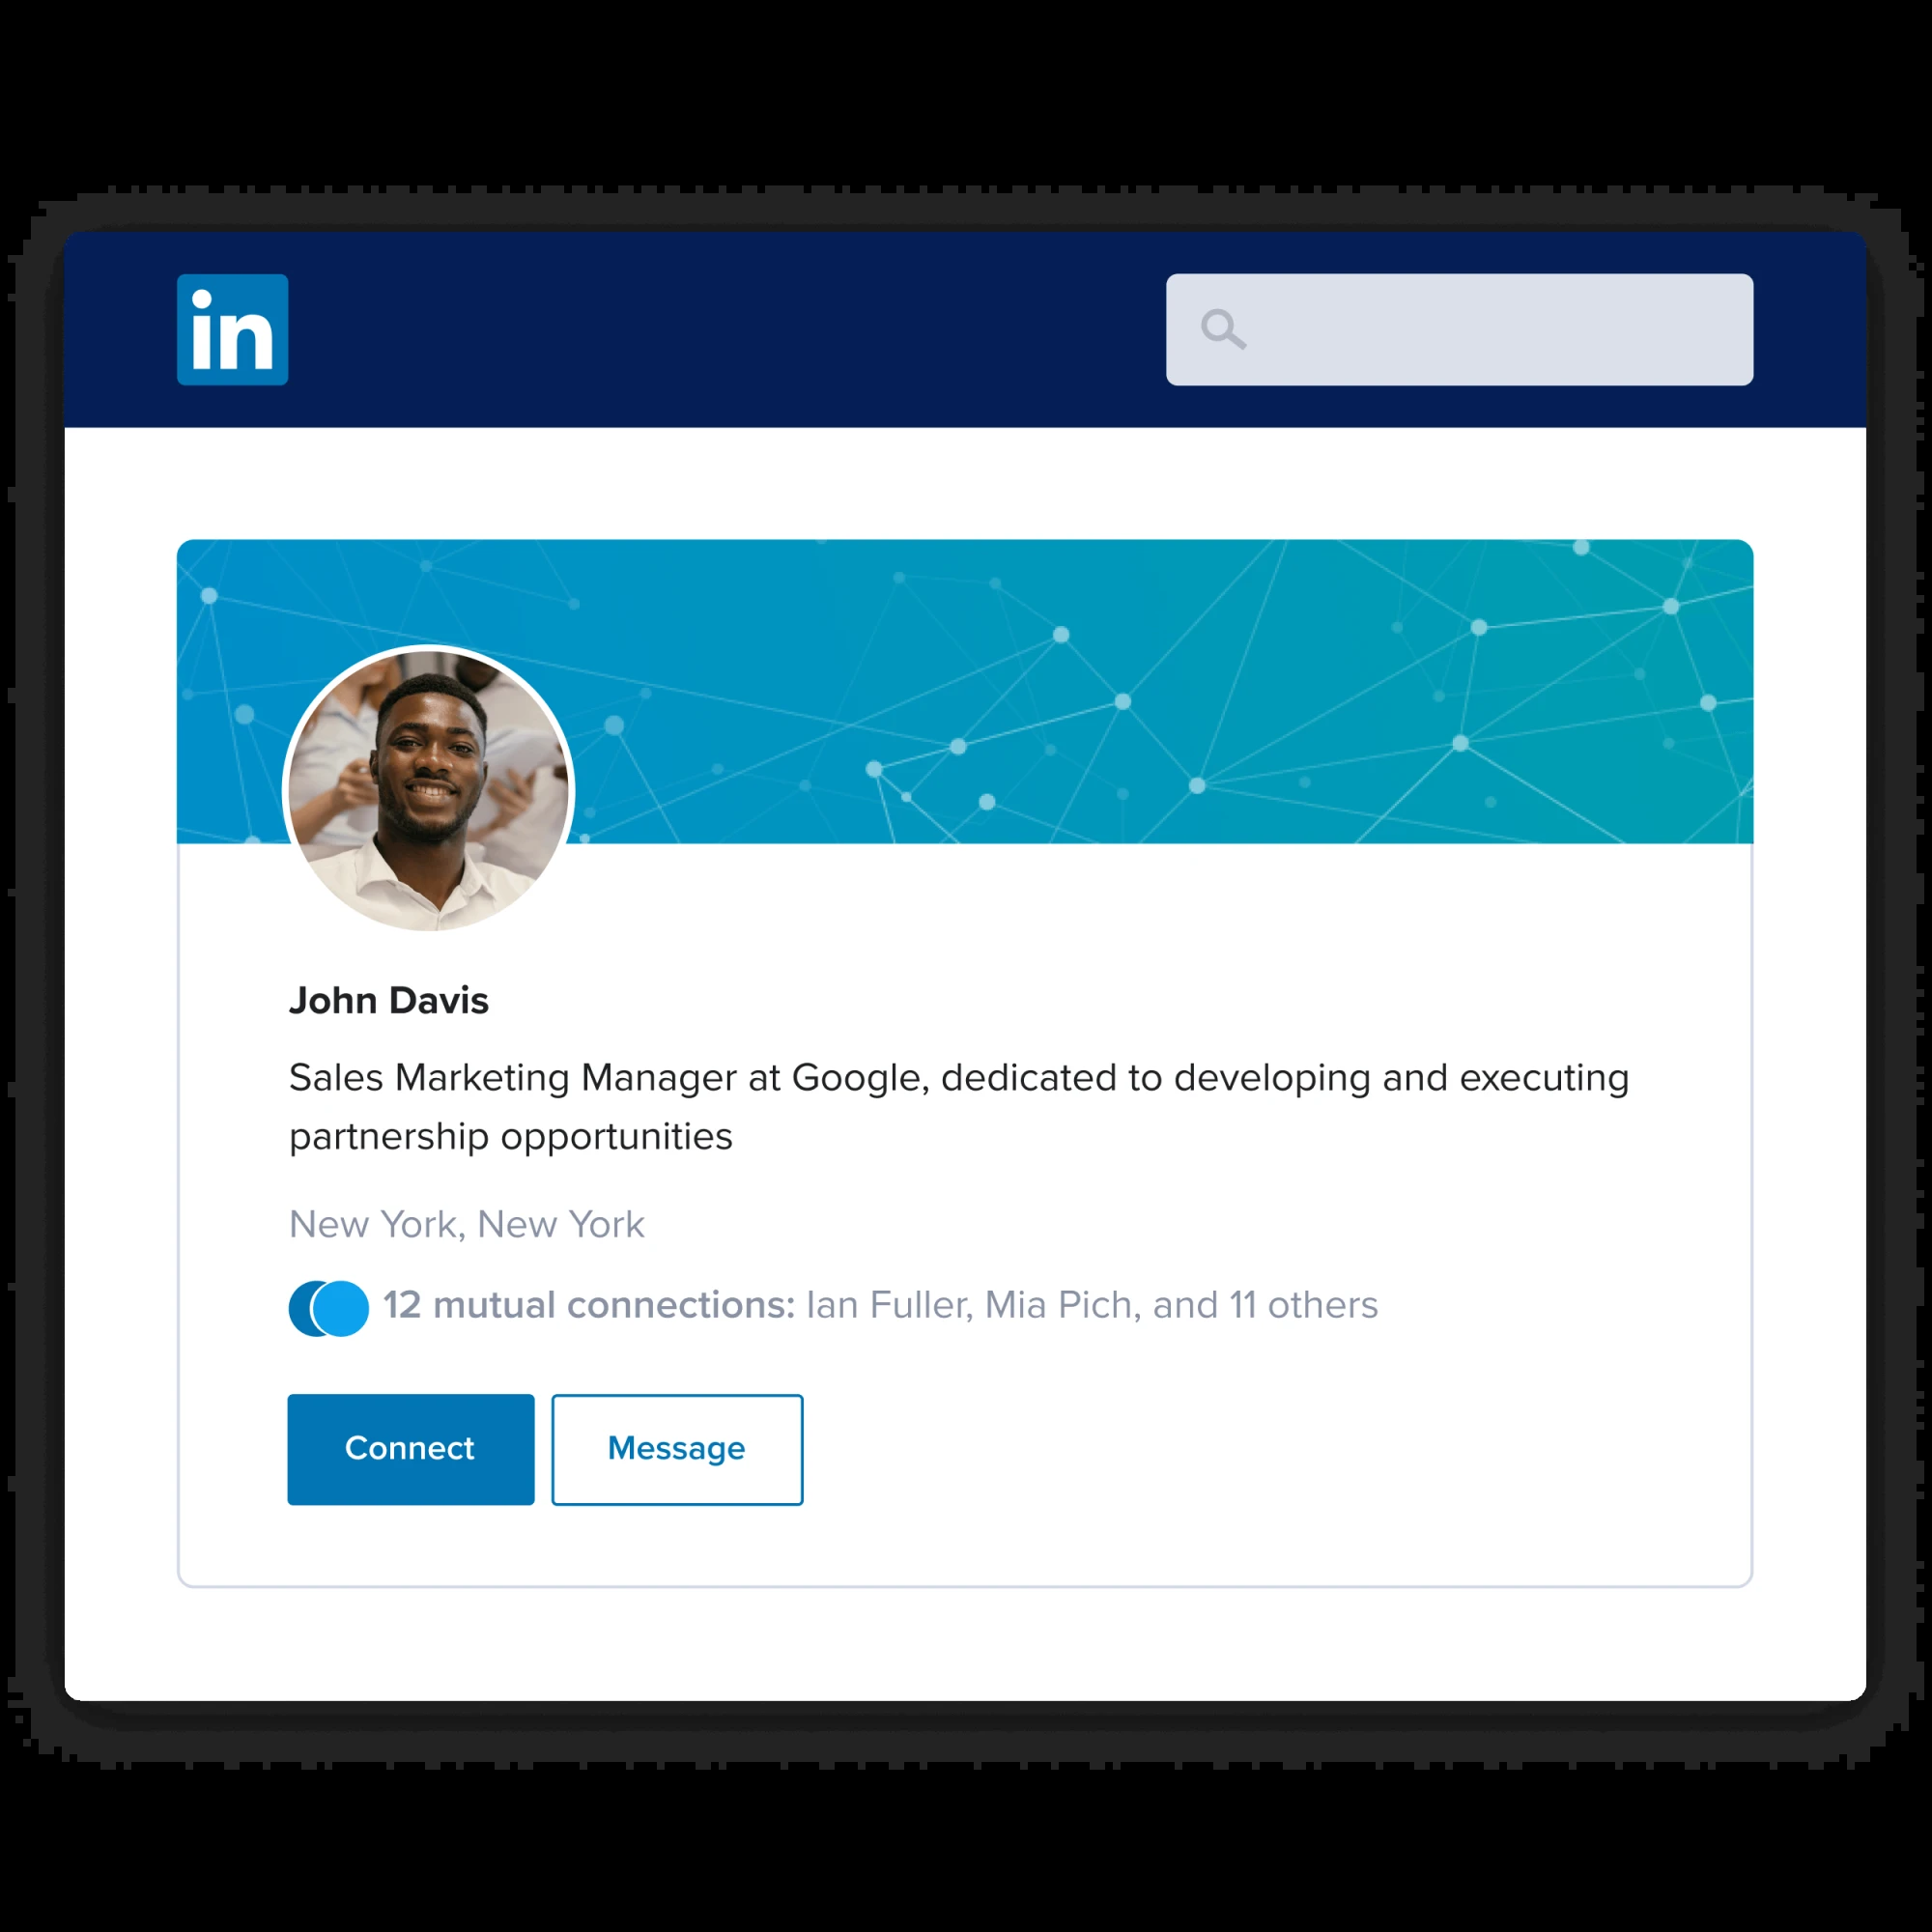 in
John Davis
Sales Marketing Manager at Google, dedicated to developing and executing
partnership opportunities
New York, New York
12 mutual connections: Ian Fuller, Mia Pich, and 11 others
Connect
Message